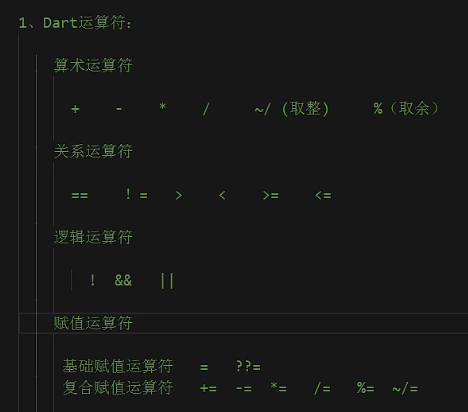 1、Dart运算符：
算术运算符
+ - * / ~/ (取整) %（取余）
关系运算符
== ！= > < >= <=
逻辑运算符
! && ||
赋值运算符
基础赋值运算符 = ??=
复合赋值运算符 += -= *= /= %= ~/=